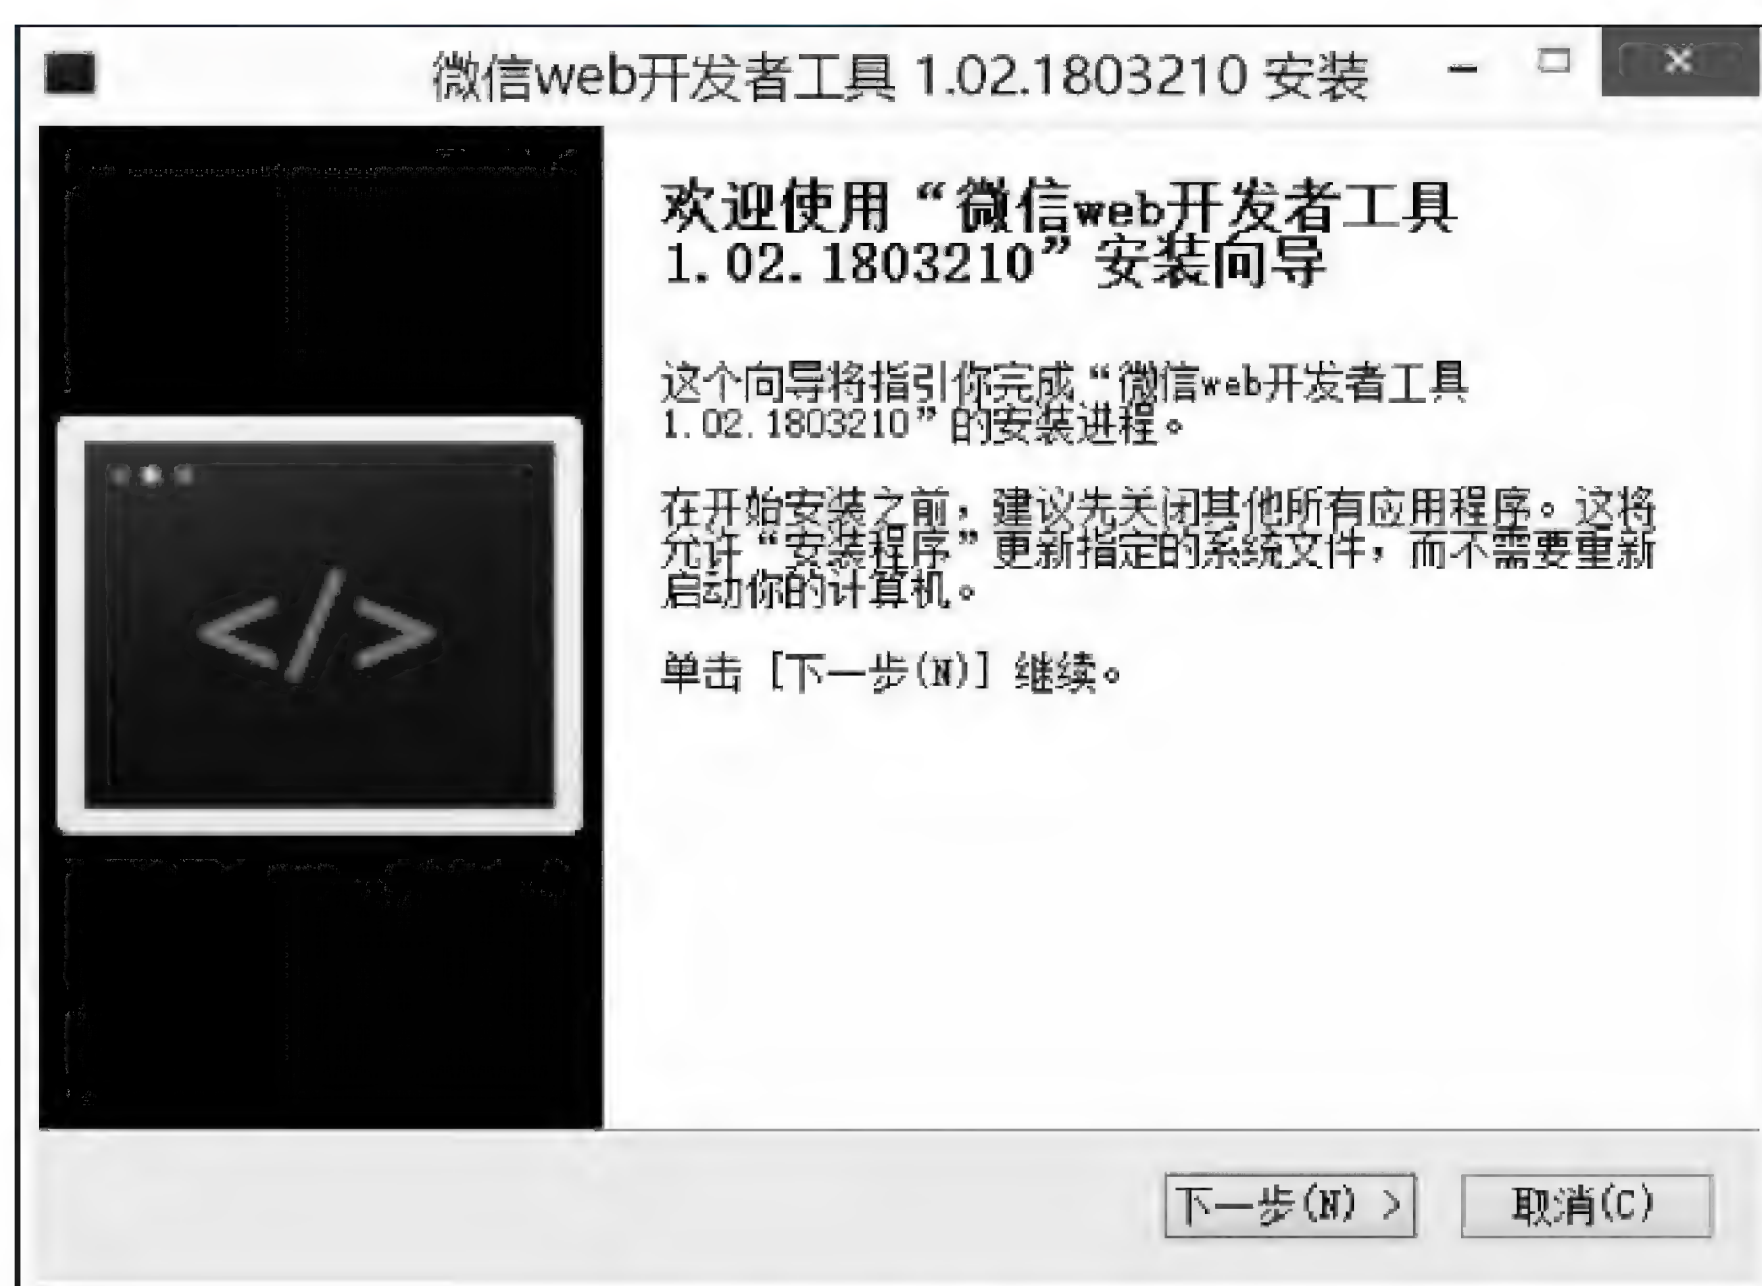 微信web开发者工具 1.02.1803210 安装
欢迎使用“微信web开发者工具
1.02.1803210”安装向导
这个向导将指引你完成“微信web开发者工具
1.02.1803210”的安装进程。
在开始安装之前，建议先关闭其他所有应用程序。这将
允许“安装程序”更新指定的系统文件，而不需要重新
启动你的计算机。
单击 [下一步(N)] 继续。
</>
下一步(N) >
取消(C)